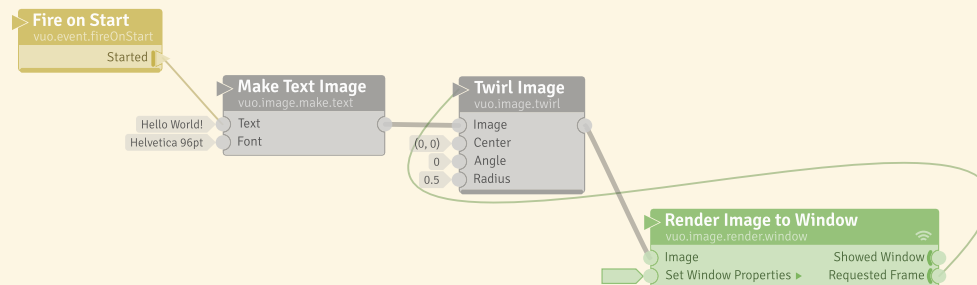 Fire on Start
vuo.event.fireOnStart
Started
Make Text Image
vuo.image.make.text
Hello World!
Text
Helvetica 96pt
Font
Twirl Image
vuo.image.twirl
Image
(0, 0)
Center
0
Angle
0.5
Radius
Render Image to Window
vuo.image.render.window
Image
Showed Window
Set Window Properties
Requested Frame